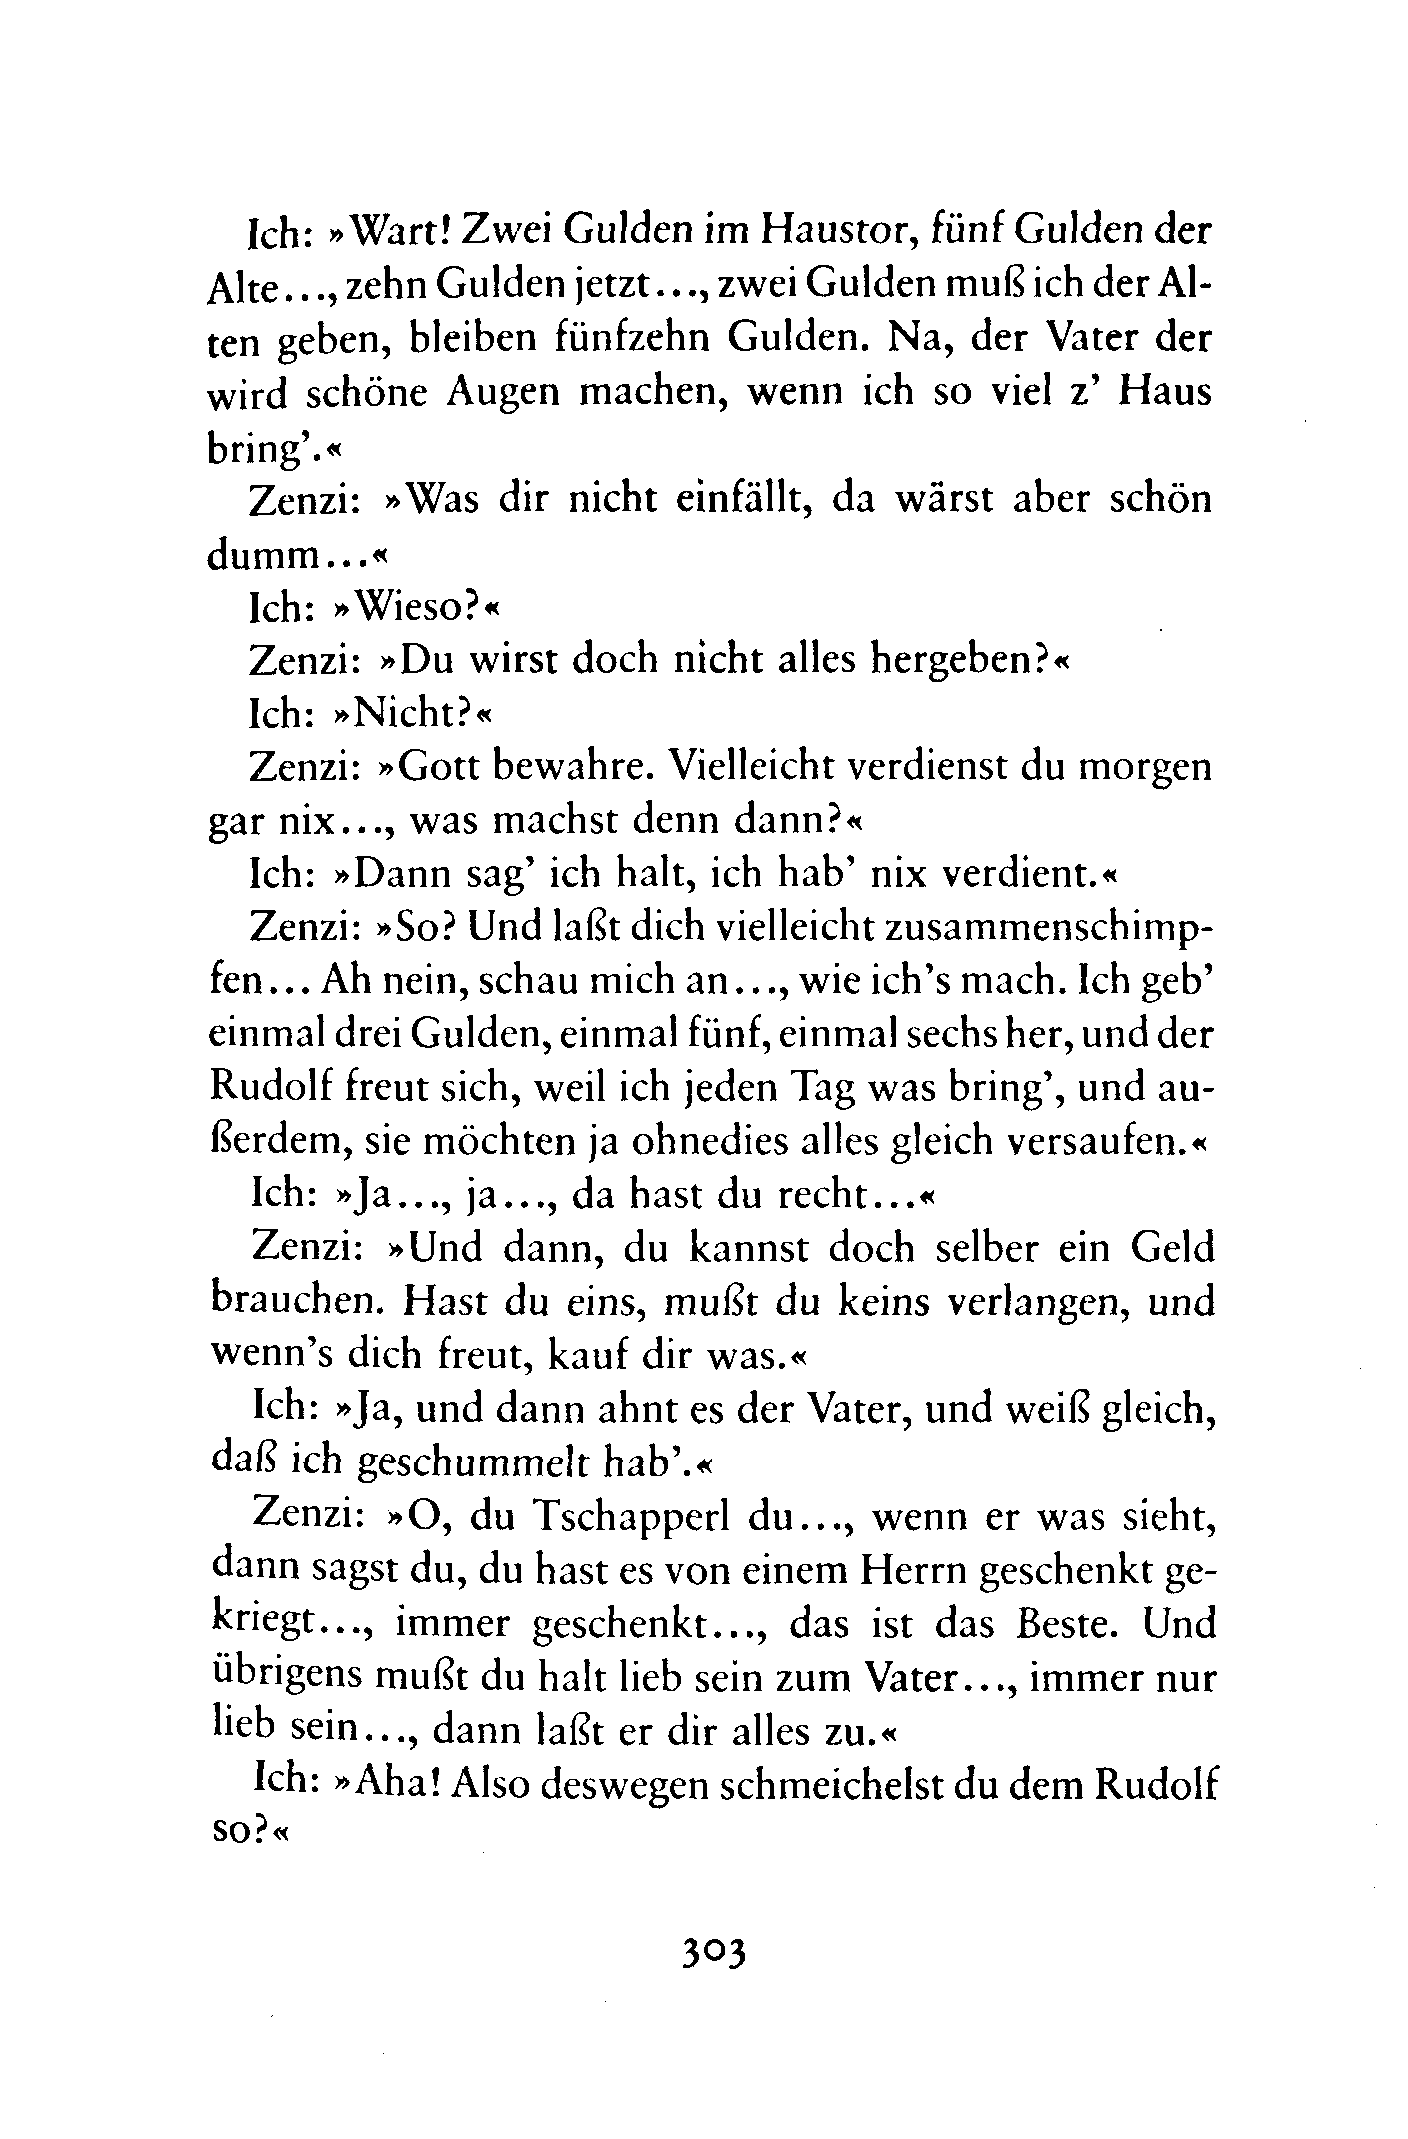 Ich: »Wart! Zwei Gulden im Haustor, fünf Gulden der
Alte..., zehn Gulden jetzt..., zwei Gulden muß ich der Al-
ten geben, bleiben fünfzehn Gulden. Na, der Vater der
wird schöne Augen machen, wenn ich so viel z’ Haus
bring’.«
Zenzi: »Was dir nicht einfällt, da wärst aber schön
dumm...«
Ich: »Wieso?«
Zenzi: »Du wirst doch nicht alles hergeben?«
Ich: »Nicht?«
Zenzi: »Gott bewahre. Vielleicht verdienst du morgen
gar nix..., was machst denn dann?«
Ich: »Dann sag’ ich halt, ich hab’ nix verdient.«
Zenzi: »So? Und laßt dich vielleicht zusammenschimp-
fen... Ah nein, schau mich an..., wie ich’s mach. Ich geb’
einmal drei Gulden, einmal fünf, einmal sechs her, und der
Rudolf freut sich, weil ich jeden Tag was bring’, und au-
ßerdem, sie möchten ja ohnedies alles gleich versaufen.«
Ich: »Ja..., ja..., da hast du recht...«
Zenzi: »Und dann, du kannst doch selber ein Geld
brauchen. Hast du eins, mußt du keins verlangen, und
wenn’s dich freut, kauf dir was.«
Ich: »Ja, und dann ahnt es der Vater, und weiß gleich,
daß ich geschummelt hab’.«
Zenzi: »O, du Tschapperl du..., wenn er was sieht,
dann sagst du, du hast es von einem Herrn geschenkt ge-
kriegt..., immer geschenkt..., das ist das Beste. Und
übrigens mußt du halt lieb sein zum Vater..., immer nur
lieb sein..., dann laßt er dir alles zu.«
Ich: »Aha! Also deswegen schmeichelst du dem Rudolf
so?«
303